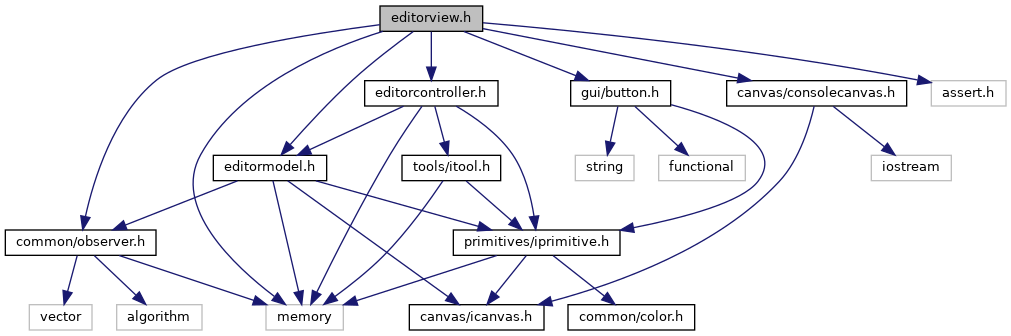 editorview.h
editorcontroller.h
gui/button.h
canvas/consolecanvas.h
assert.h
editormodel.h
tools/itool.h
string
functional
iostream
common/observer.h
primitives/iprimitive.h
vector
algorithm
memory
canvas/icanvas.h
common/color.h